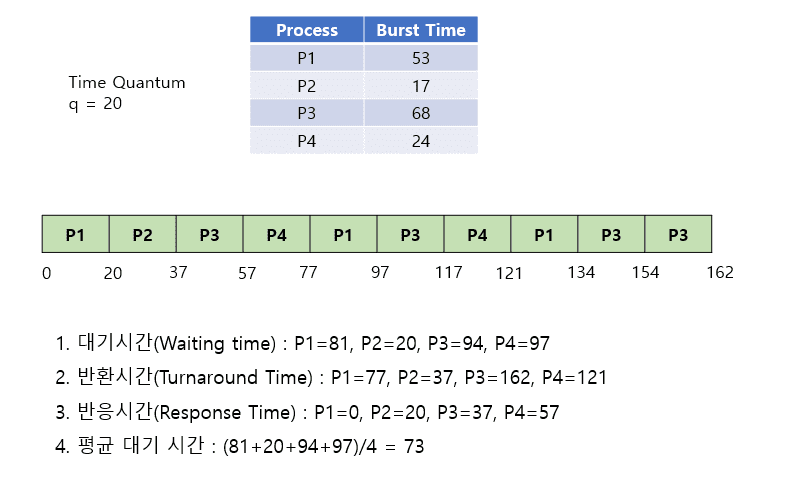 Process Burst Time
P1 53
P2 17
P3 68
P4 24
Time Quantum
q = 20
P1 P2 P3 P4 P1 P3 P4 P1 P3 P3
0 20 37 57 77 97 117 121 134 154 162
1. 대기시간(Waiting time) : P1=81, P2=20, P3=94, P4=97
2. 반환시간(Turnaround Time) : P1=77, P2=37, P3=162, P4=121
3. 반응시간(Response Time) : P1=0, P2=20, P3=37, P4=57
4. 평균 대기 시간 : (81+20+94+97)/4 = 73